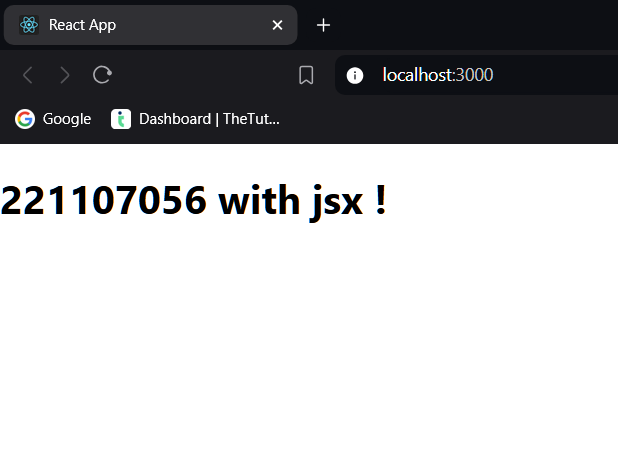 React App
localhost:3000
Google
Dashboard | TheTut...
221107056 with jsx !